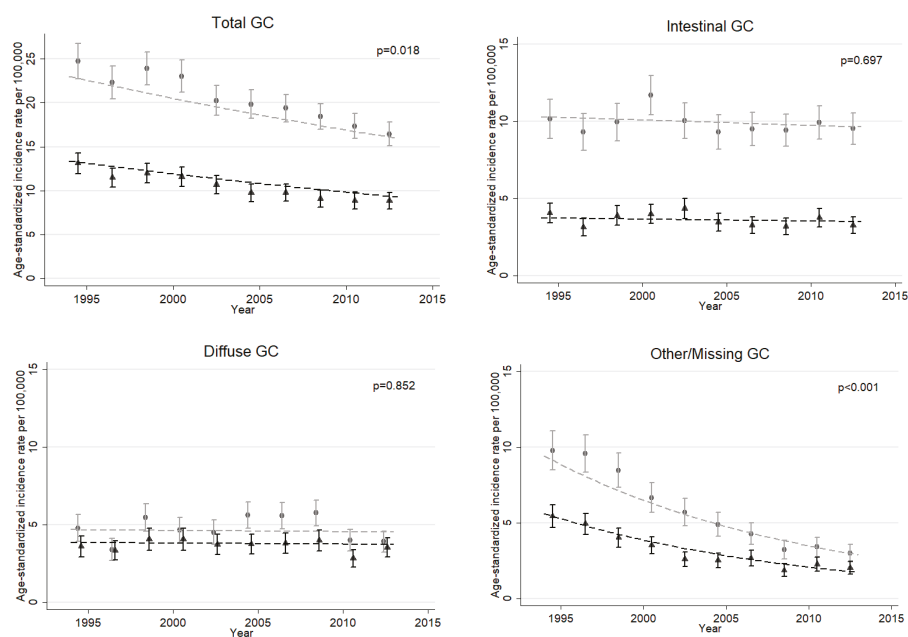 Total GC
p=0.018
Age-standardized incidence rate per 100,000
25
20
15
10
5
0
1995 2000 2005 2010 2015
Year
Intestinal GC
p=0.697
Age-standardized incidence rate per 100,000
15
10
5
0
1995 2000 2005 2010 2015
Year
Diffuse GC
p=0.852
Age-standardized incidence rate per 100,000
15
10
5
0
1995 2000 2005 2010 2015
Year
Other/Missing GC
p<0.001
Age-standardized incidence rate per 100,000
15
10
5
0
1995 2000 2005 2010 2015
Year